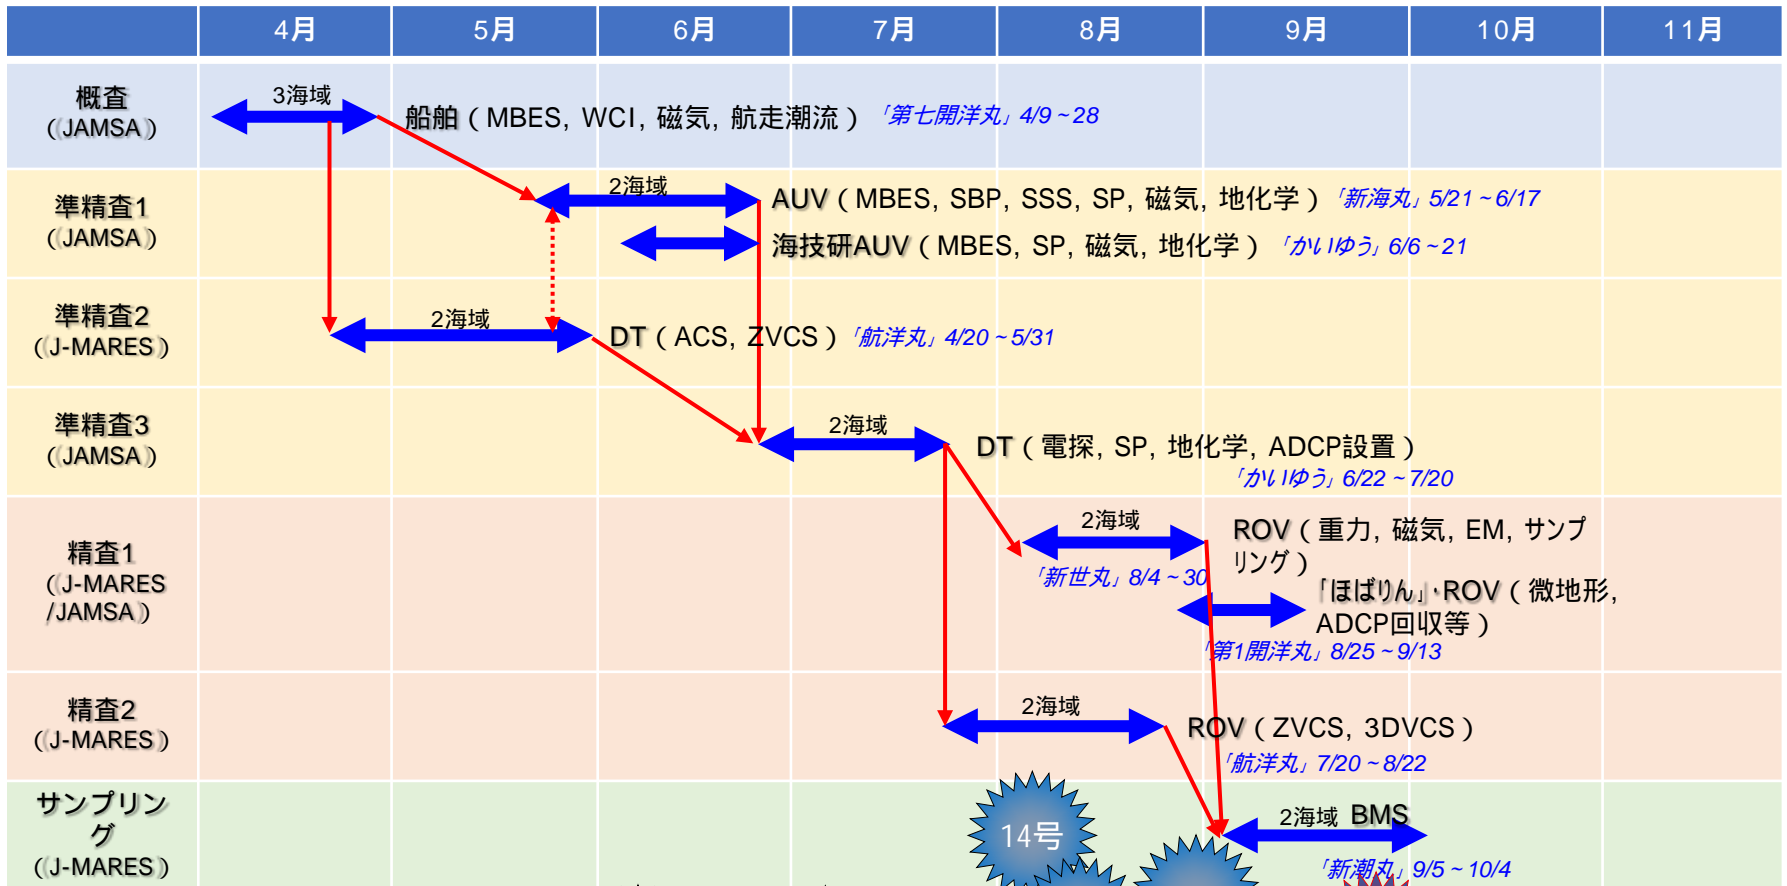 4月 5月 6月 7月 8月 9月 10月 11月
概査
(JAMSA)
3海域
船舶（MBES, WCI, 磁気, 航走潮流）
「第七開洋丸」4/9~28
準精査1
(JAMSA)
2海域
AUV（MBES, SBP, SSS, SP, 磁気, 地化学）
「新海丸」5/21~6/17
海技研AUV（MBES, SP, 磁気, 地化学）
「かいゆう」6/6~21
準精査2
(J-MARES)
2海域
DT（ACS, ZVCS）
「航洋丸」4/20~5/31
準精査3
(JAMSA)
2海域
DT（電探, SP, 地化学, ADCP設置）
「かいゆう」6/22~7/20
精査1
(J-MARES
/JAMSA)
2海域
ROV（重力, 磁気, EM, サンプ
リング）
「新世丸」8/4~30
「ほばりん」・ROV（微地形,
ADCP回収等）
「第1開洋丸」8/25~9/13
精査2
(J-MARES)
2海域
ROV（ZVCS, 3DVCS）
「航洋丸」7/20~8/22
サンプリン
グ
(J-MARES)
14号
2海域 BMS
「新潮丸」9/5~10/4